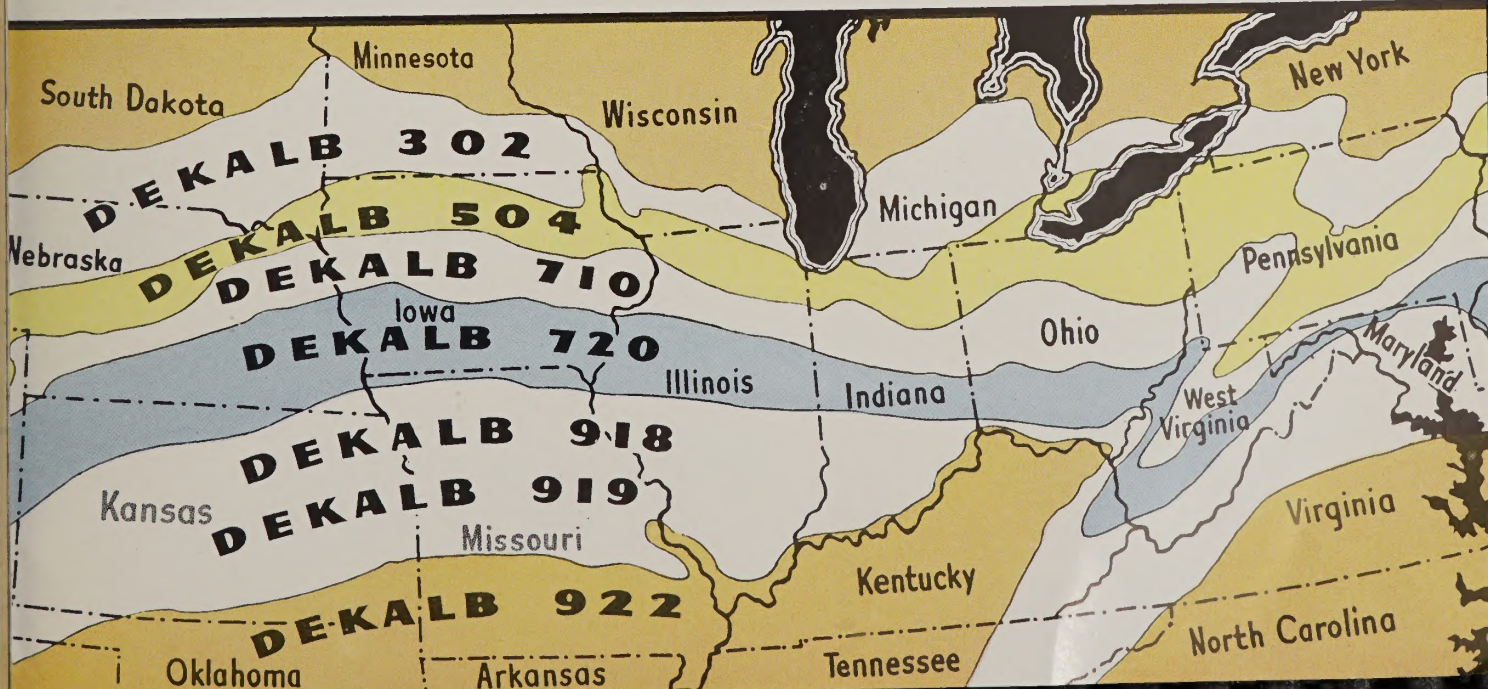 Minnesota
New York
South Dakota
Wisconsin
DEKALB 302
Michigan
DEKALB 504
Nebraska
Pennsylvania
DEKALB 710
Iowa
Ohio
DEKALB 720
Maryland
Illinois
Indiana
West
Virginia
DEKALB 918
DEKALB 919
Kansas
Virginia
Missouri
Kentucky
DEKALB 922
North Carolina
Oklahoma
Arkansas
Tennessee